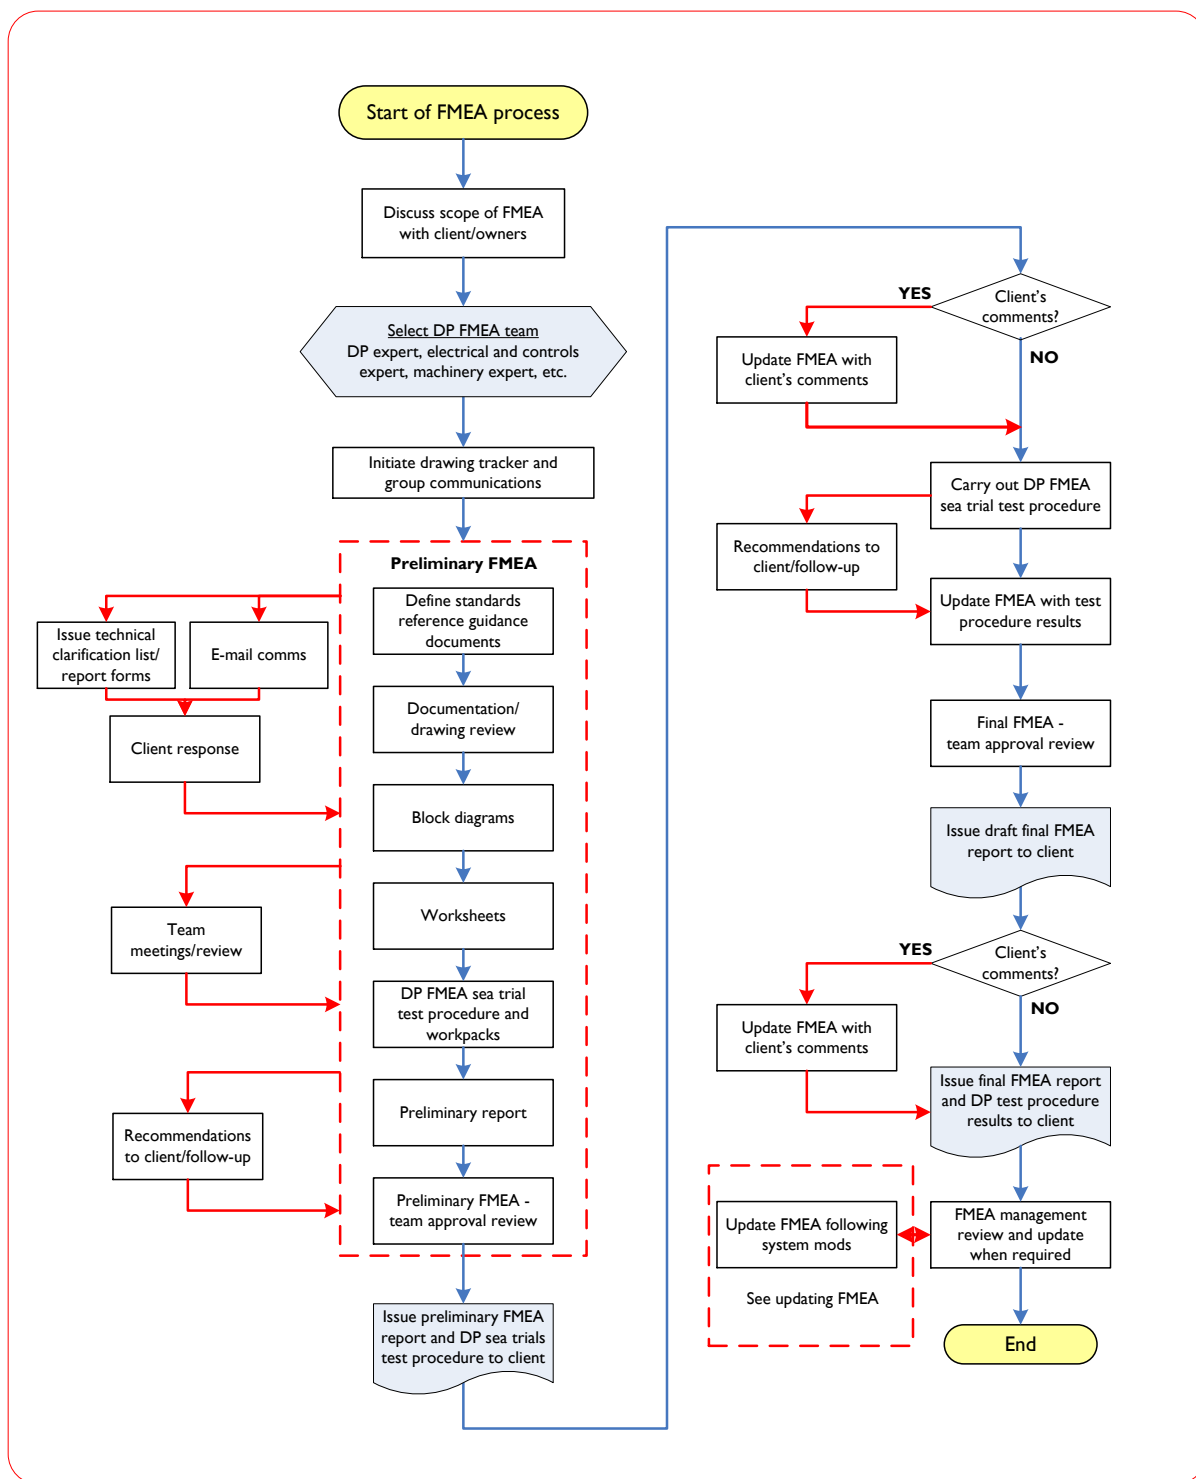 Start of FMEA process
Discuss scope of FMEA
with client/owners
Select DP FMEA team
DP expert, electrical and controls
expert, machinery expert, etc.
Initiate drawing tracker and
group communications
Preliminary FMEA
Define standards
reference guidance
documents
Issue technical
clarification list/
report forms
E-mail comms
Documentation/
drawing review
Client response
Block diagrams
Worksheets
Team
meetings/review
DP FMEA sea trial
test procedure and
workpacks
Preliminary report
Recommendations
to client/follow-up
Preliminary FMEA -
team approval review
Issue preliminary FMEA
report and DP sea trials
test procedure to client
Client's
comments?
YES
NO
Update FMEA with
client's comments
Carry out DP FMEA
sea trial test procedure
Recommendations to
client/follow-up
Update FMEA with test
procedure results
Final FMEA -
team approval review
Issue draft final FMEA
report to client
Client's
comments?
YES
NO
Update FMEA with
client's comments
Issue final FMEA report
and DP test procedure
results to client
Update FMEA following
system mods
See updating FMEA
FMEA management
review and update
when required
End